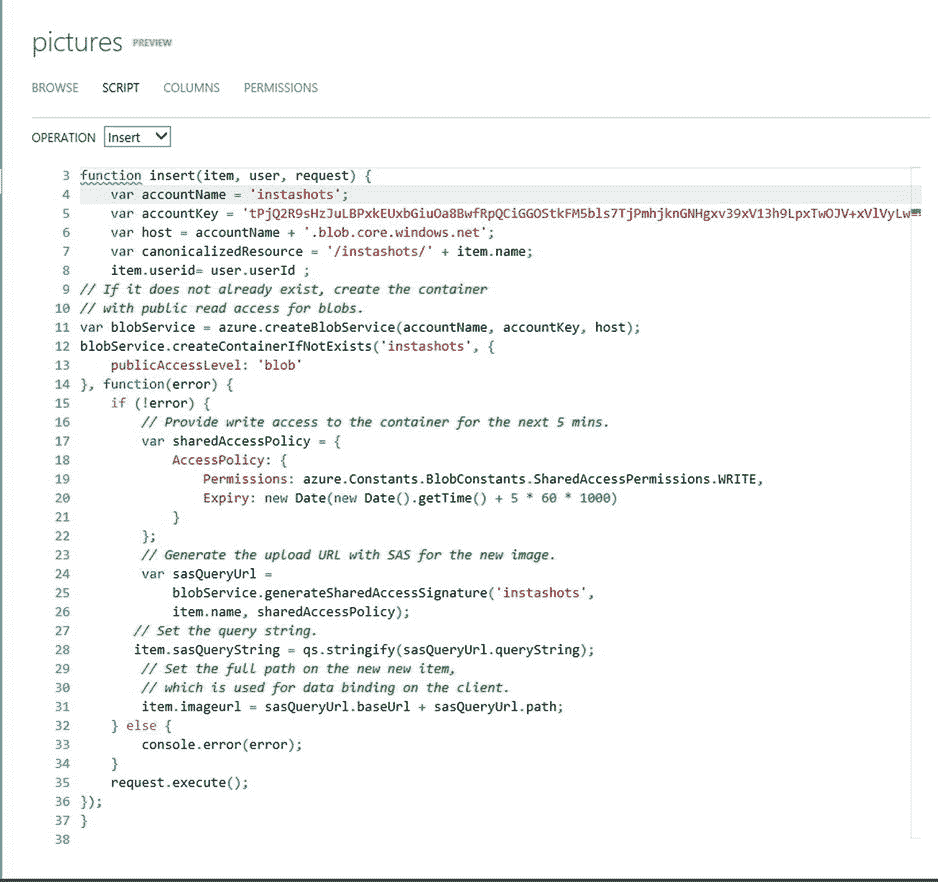 pictures PREVIEW
BROWSE SCRIPT COLUMNS PERMISSIONS
OPERATION Insert
3 function insert(item, user, request) {
4 var accountName = 'instashots';
5 var accountKey =
6 var host = accountName + '.blob.core.windows.net';
7 var canonicalizedResource = '/instashots/' + item.name;
8 item.userid= user.userId ;
9 // If it does not already exist, create the container
10 // with public read access for blobs.
11 var blobService = azure.createBlobService(accountName, accountKey, host);
12 blobService.createContainerIfNotExists('instashots', {
13 publicAccessLevel: 'blob'
14 }, function(error) {
15 if (!error) {
16 // Provide write access to the container for the next 5 mins.
17 var sharedAccessPolicy = {
18 AccessPolicy: {
19 Permissions: azure.Constants.BlobConstants.SharedAccessPermissions.WRITE,
20 Expiry: new Date(new Date().getTime() + 5 * 60 * 1000)
21 }
22 };
23 // Generate the upload URL with SAS for the new image.
24 var sasQueryUrl =
25 blobService.generateSharedAccessSignature('instashots',
26 item.name, sharedAccessPolicy);
27 // Set the query string.
28 item.sasQueryString = qs.stringify(sasQueryUrl.queryString);
29 // Set the full path on the new new item,
30 // which is used for data binding on the client.
31 item.imageurl = sasQueryUrl.baseUrl + sasQueryUrl.path;
32 } else {
33 console.error(error);
34 }
35 request.execute();
36 });
37 }
38